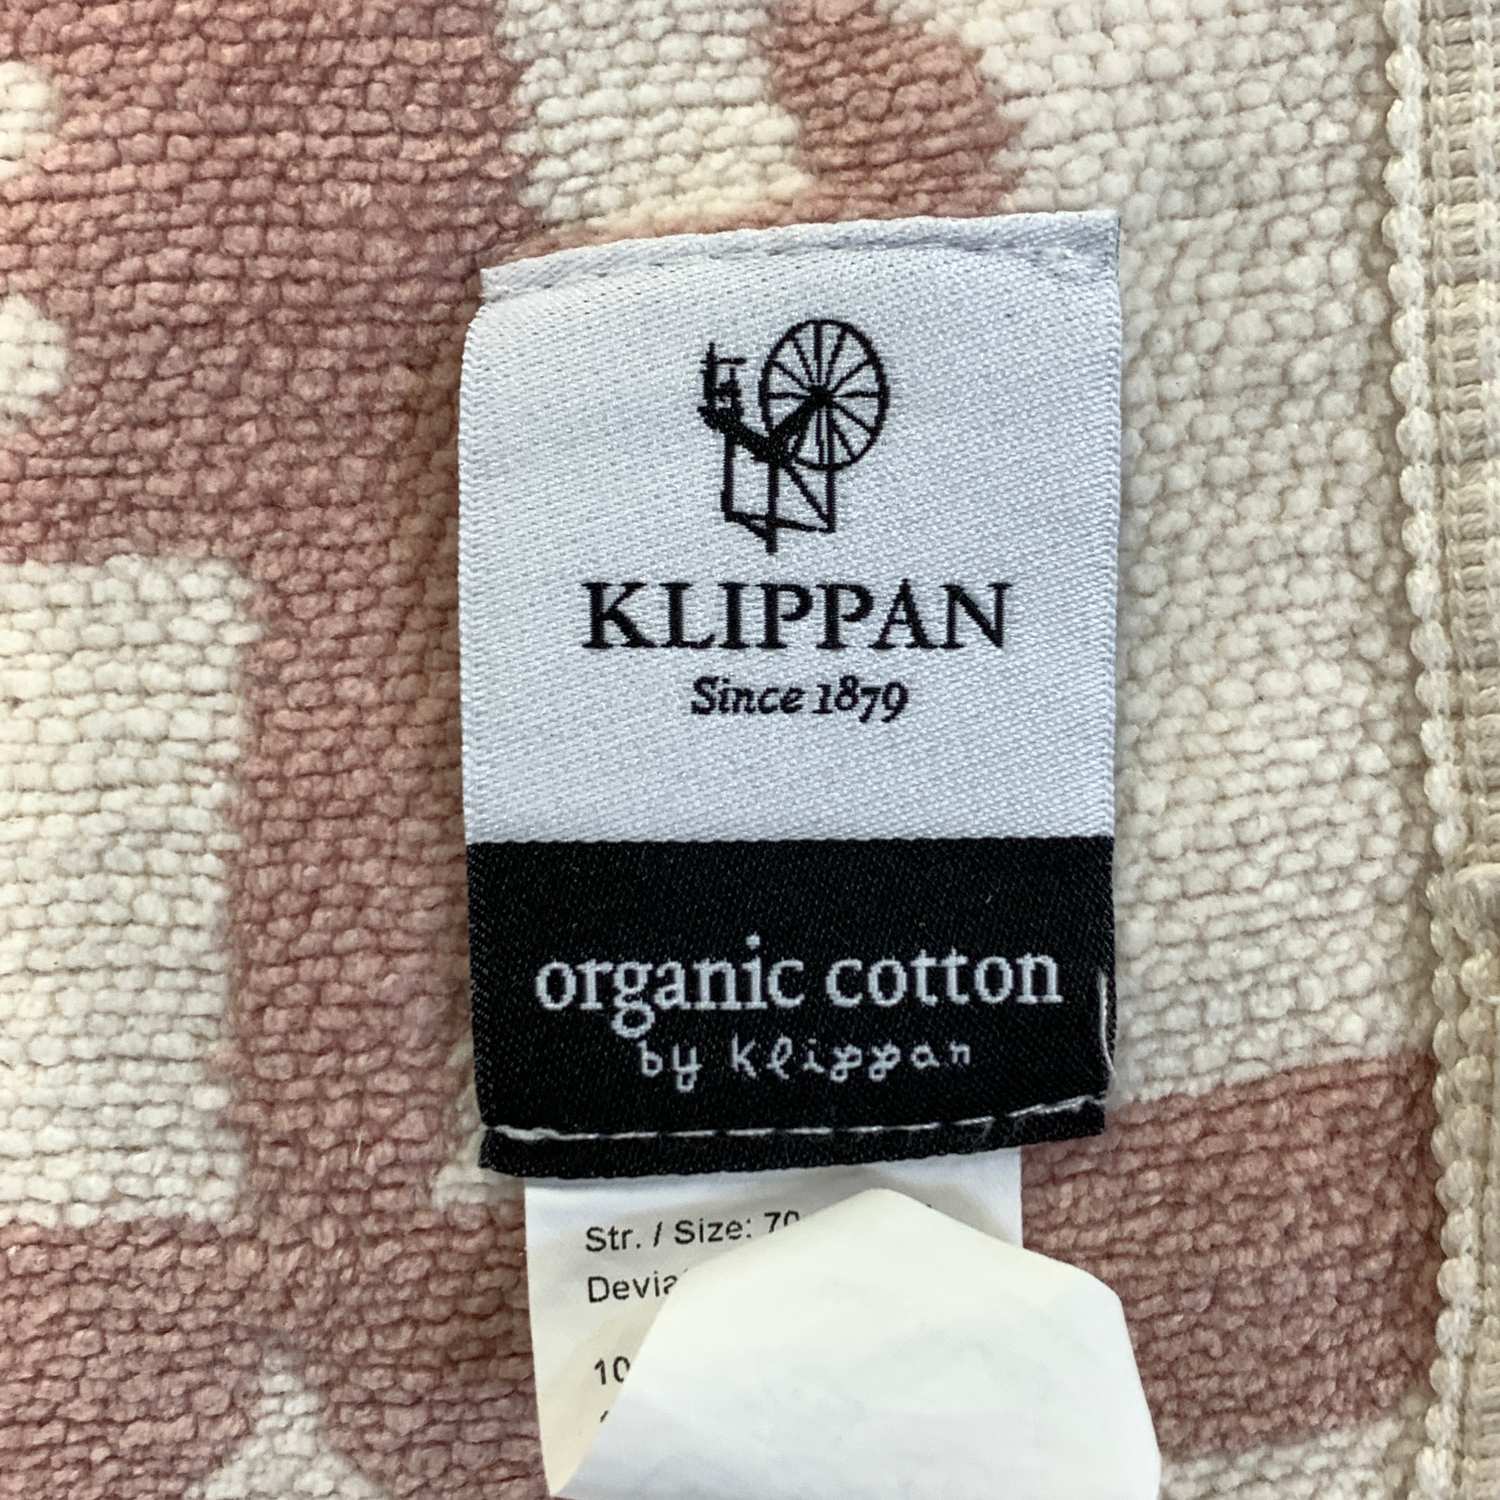 KLIPPAN
Since 1879
organic cotton
by klippan
Str. / Size: 70